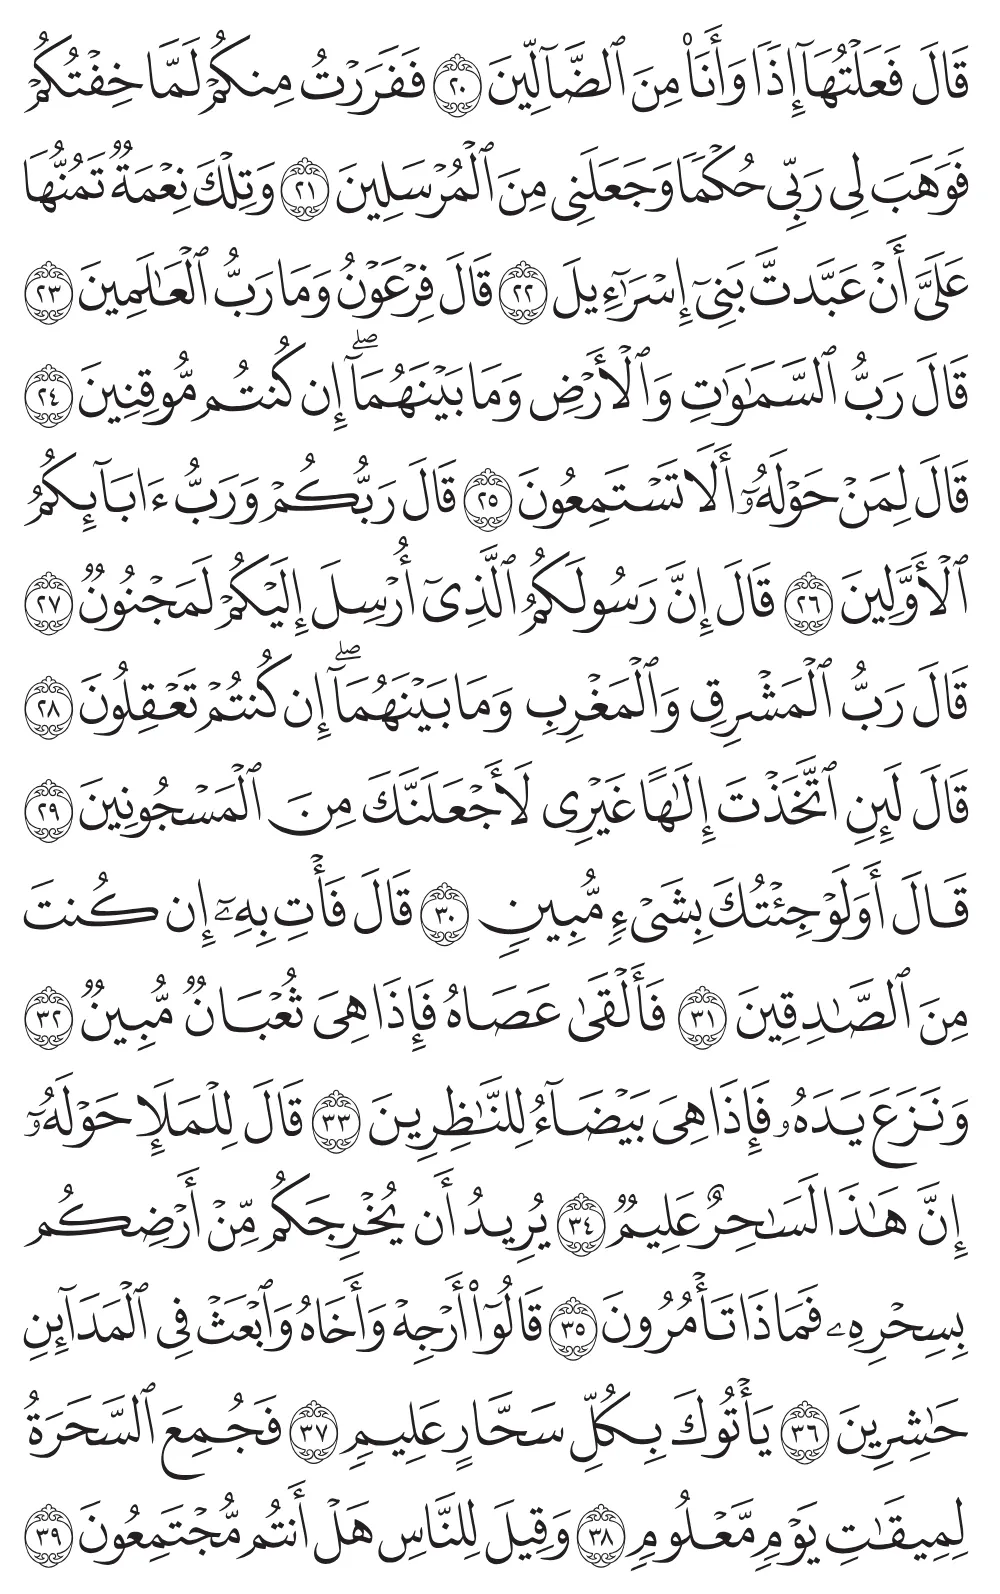 قَالَ فَعَلْتُهَآ إِذًا وَأَنَا۠ مِنَ ٱلضَّآلِّينَ ٢٠ فَفَرَرْتُ مِنكُمْ لَمَّا خِفْتُكُمْ
فَوَهَبَ لِى رَبِّى حُكْمًا وَجَعَلَنِى مِنَ ٱلْمُرْسَلِينَ ٢١ وَتِلْكَ نِعْمَةٌ تَمُنُّهَا
عَلَىَّ أَنْ عَبَّدتَّ بَنِىٓ إِسْرَٰٓءِيلَ ٢٢ قَالَ فِرْعَوْنُ وَمَا رَبُّ ٱلْعَٰلَمِينَ ٢٣
قَالَ رَبُّ ٱلسَّمَٰوَٰتِ وَٱلْأَرْضِ وَمَا بَيْنَهُمَآ ۖ إِن كُنتُم مُّوقِنِينَ ٢٤
قَالَ لِمَنْ حَوْلَهُۥٓ أَلَا تَسْتَمِعُونَ ٢٥ قَالَ رَبُّكُمْ وَرَبُّ ءَابَآئِكُمُ
ٱلْأَوَّلِينَ ٢٦ قَالَ إِنَّ رَسُولَكُمُ ٱلَّذِىٓ أُرْسِلَ إِلَيْكُمْ لَمَجْنُونٌ ٢٧
قَالَ رَبُّ ٱلْمَشْرِقِ وَٱلْمَغْرِبِ وَمَا بَيْنَهُمَآ ۖ إِن كُنتُمْ تَعْقِلُونَ ٢٨
قَالَ لَئِنِ ٱتَّخَذْتَ إِلَٰهًا غَيْرِى لَأَجْعَلَنَّكَ مِنَ ٱلْمَسْجُونِينَ ٢٩
قَالَ أَوَلَوْ جِئْتُكَ بِشَىْءٍ مُّبِينٍ ٣٠ قَالَ فَأْتِ بِهِۦٓ إِن كُنتَ
مِنَ ٱلصَّٰدِقِينَ ٣١ فَأَلْقَىٰ عَصَاهُ فَإِذَا هِىَ ثُعْبَانٌ مُّبِينٌ ٣٢
وَنَزَعَ يَدَهُۥ فَإِذَا هِىَ بَيْضَآءُ لِلنَّٰظِرِينَ ٣٣ قَالَ لِلْمَلَإِ حَوْلَهُۥٓ
إِنَّ هَٰذَا لَسَٰحِرٌ عَلِيمٌ ٣٤ يُرِيدُ أَن يُخْرِجَكُم مِّنْ أَرْضِكُم
بِسِحْرِهِۦ فَمَاذَا تَأْمُرُونَ ٣٥ قَالُوٓا۟ أَرْجِهْ وَأَخَاهُ وَٱبْعَثْ فِى ٱلْمَدَآئِنِ
حَٰشِرِينَ ٣٦ يَأْتُوكَ بِكُلِّ سَحَّارٍ عَلِيمٍ ٣٧ فَجُمِعَ ٱلسَّحَرَةُ
لِمِيقَٰتِ يَوْمٍ مَّعْلُومٍ ٣٨ وَقِيلَ لِلنَّاسِ هَلْ أَنتُم مُّجْتَمِعُونَ ٣٩